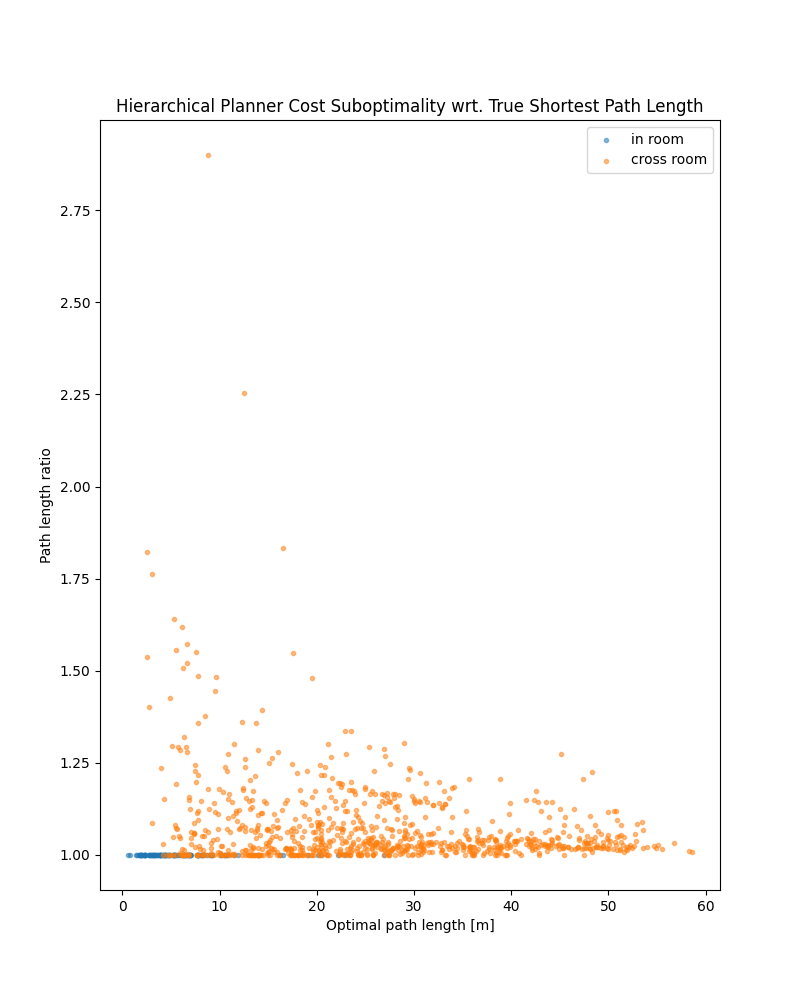 Hierarchical Planner Cost Suboptimality wrt. True Shortest Path Length
in room
cross room
Path length ratio
2.75
2.50
2.25
2.00
1.75
1.50
1.25
1.00
0 10 20 30 40 50 60
Optimal path length [m]